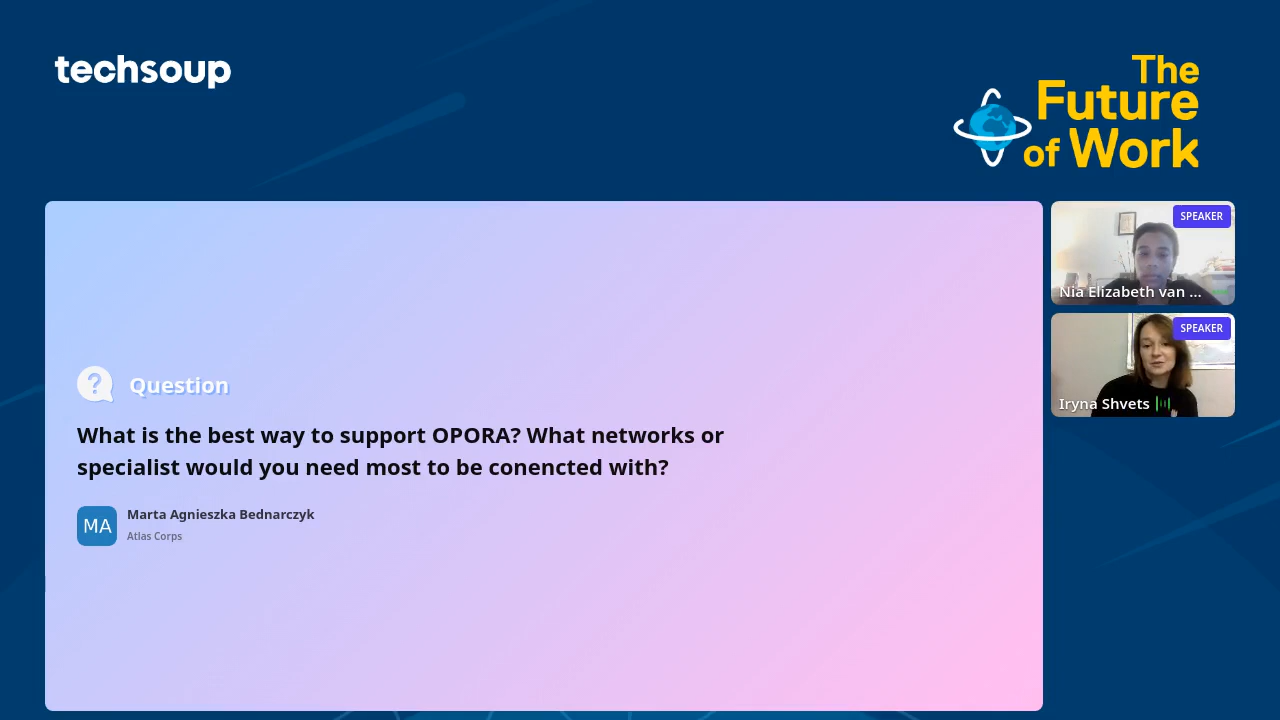 techsoup
The
Future
of Work
SPEAKER
Nia Elizabeth van ...
SPEAKER
Iryna Shvets
Question
What is the best way to support OPORA? What networks or
specialist would you need most to be conencted with?
MA
Marta Agnieszka Bednarczyk
Atlas Corps